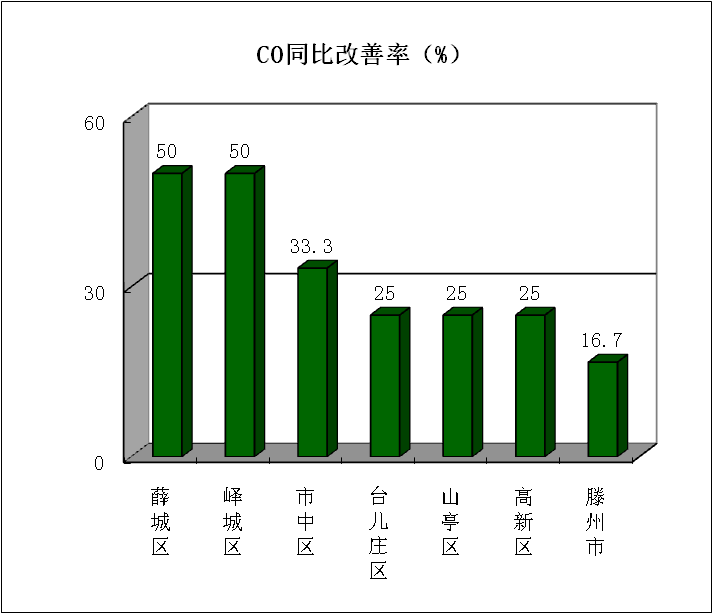 CO同比改善率（%）
60
30
0
50
50
33.3
25
25
25
16.7
薛城区
峄城区
市中区
台儿庄区
山亭区
高新区
滕州市